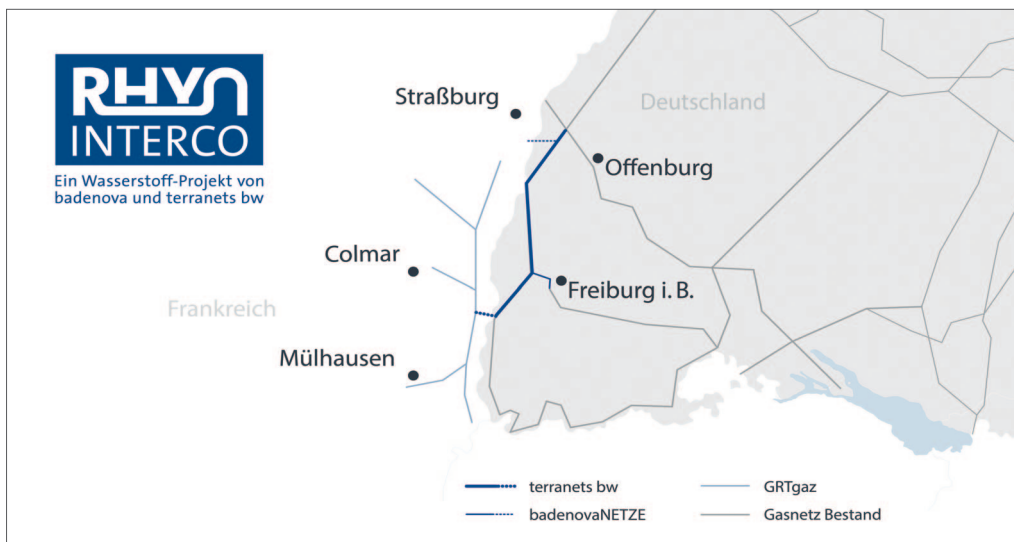 RHYN
INTERCO
Ein Wasserstoff-Projekt von
badenova und terranets bw
Straßburg
Deutschland
Offenburg
Colmar
Freiburg i. B.
Frankreich
Mülhausen
terranets bw
GRTgaz
badenovaNETZE
Gasnetz Bestand